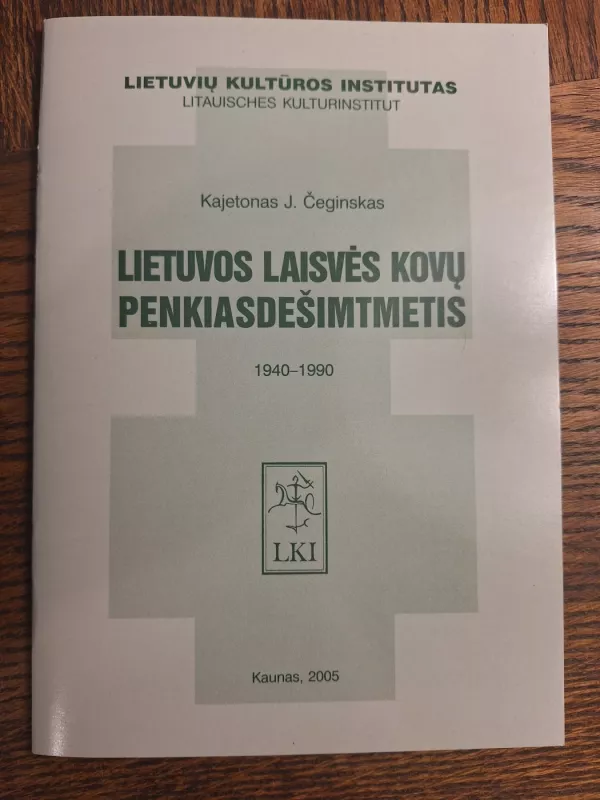 LIETUVIŲ KULTŪROS INSTITUTAS
LITAUISCHES KULTURINSTITUT
Kajetonas J. Čeginskas
LIETUVOS LAISVĖS KOVŲ
PENKIASDEŠIMTMETIS
1940–1990
LKI
Kaunas, 2005